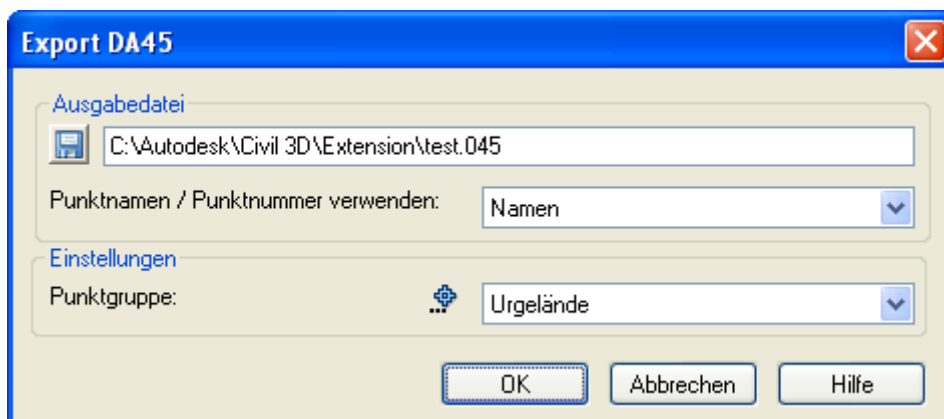 Export DA45
Ausgabedatei
C:\Autodesk\Civil 3D\Extension\test.045
Punktnamen / Punktnummer verwenden: Namen
Einstellungen
Punktgruppe: Urgelände
OK Abbrechen Hilfe